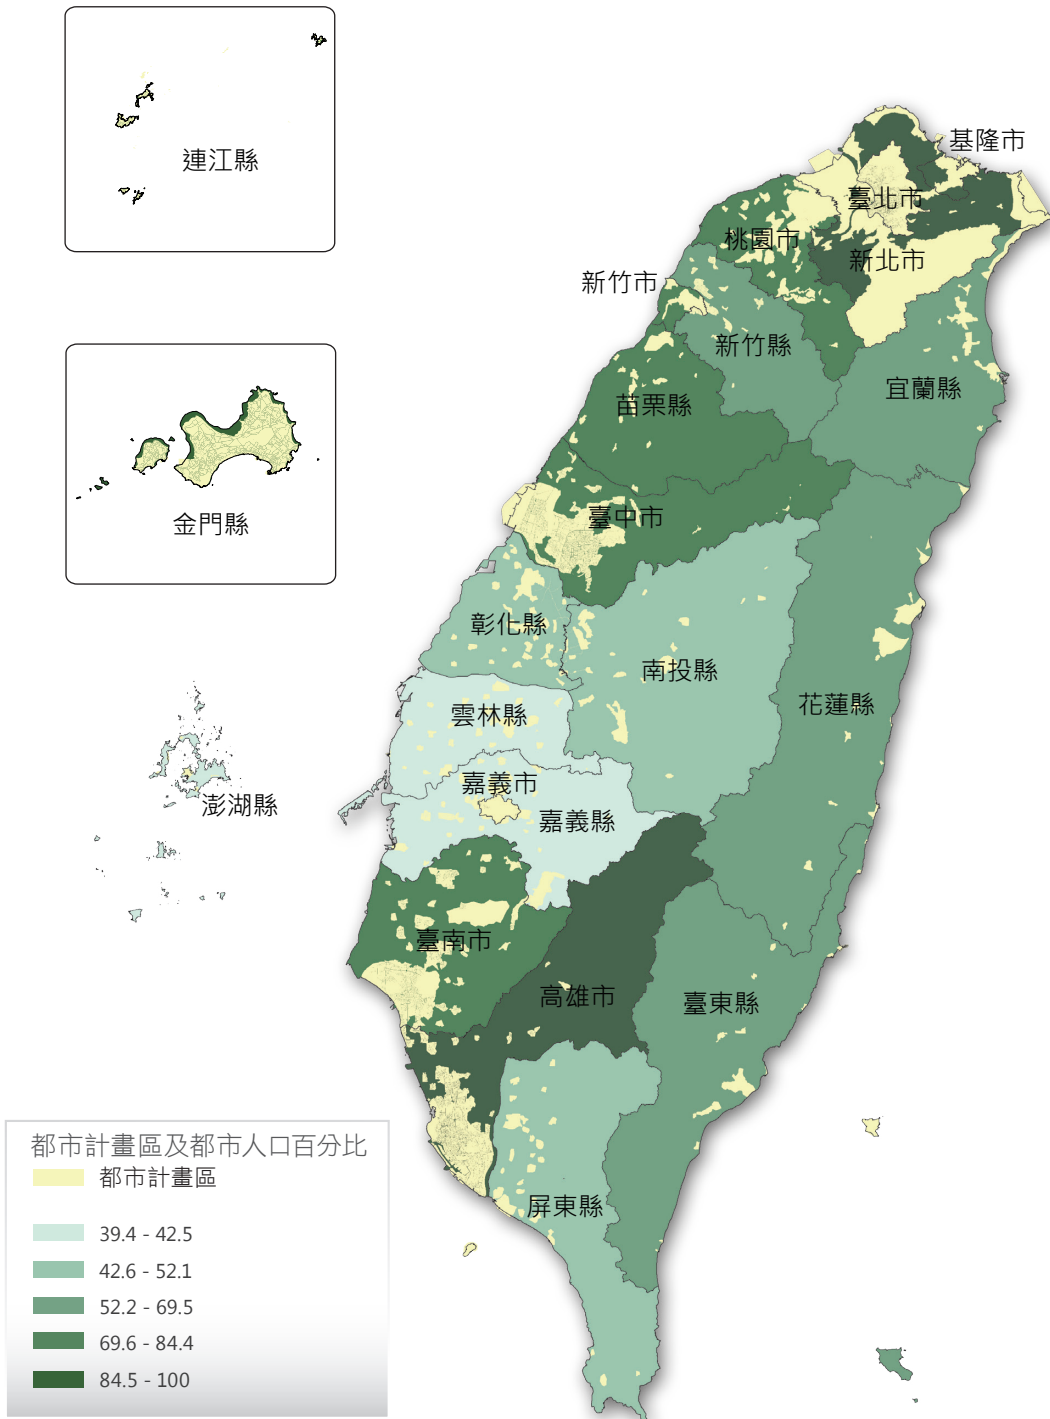 連江縣
基隆市
臺北市
桃園市
新北市
新竹市
新竹縣
宜蘭縣
苗栗縣
臺中市
金門縣
彰化縣
南投縣
花蓮縣
雲林縣
嘉義市
澎湖縣
嘉義縣
臺南市
高雄市
臺東縣
屏東縣
都市計畫區及都市人口百分比
都市計畫區
39.4 - 42.5
42.6 - 52.1
52.2 - 69.5
69.6 - 84.4
84.5 - 100